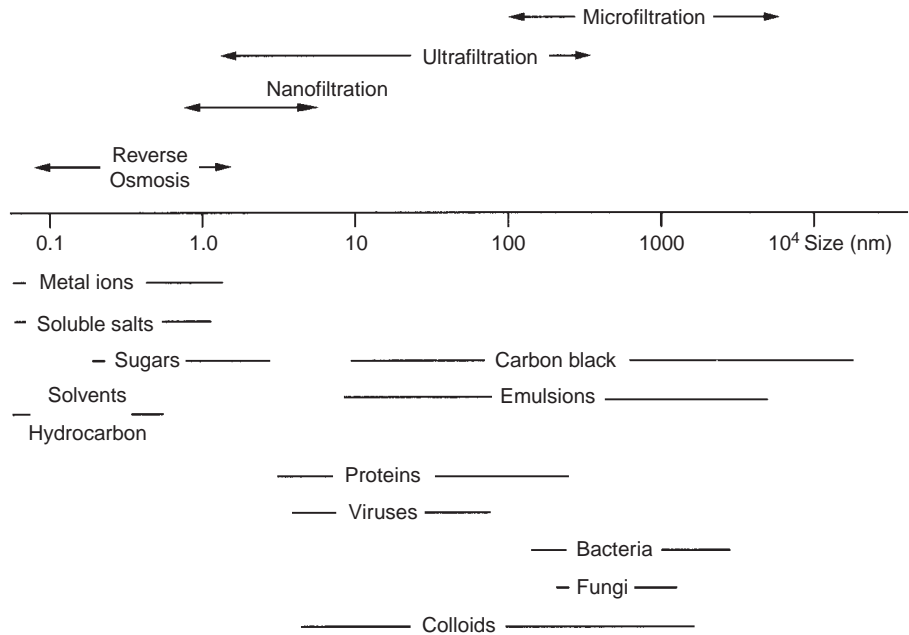 Microfiltration
Ultrafiltration
Nanofiltration
Reverse
Osmosis
0.1 1.0 10 100 1000 10⁴ Size (nm)
Metal ions
Soluble salts
Sugars Carbon black
Solvents Emulsions
Hydrocarbon
Proteins
Viruses
Bacteria
Fungi
Colloids